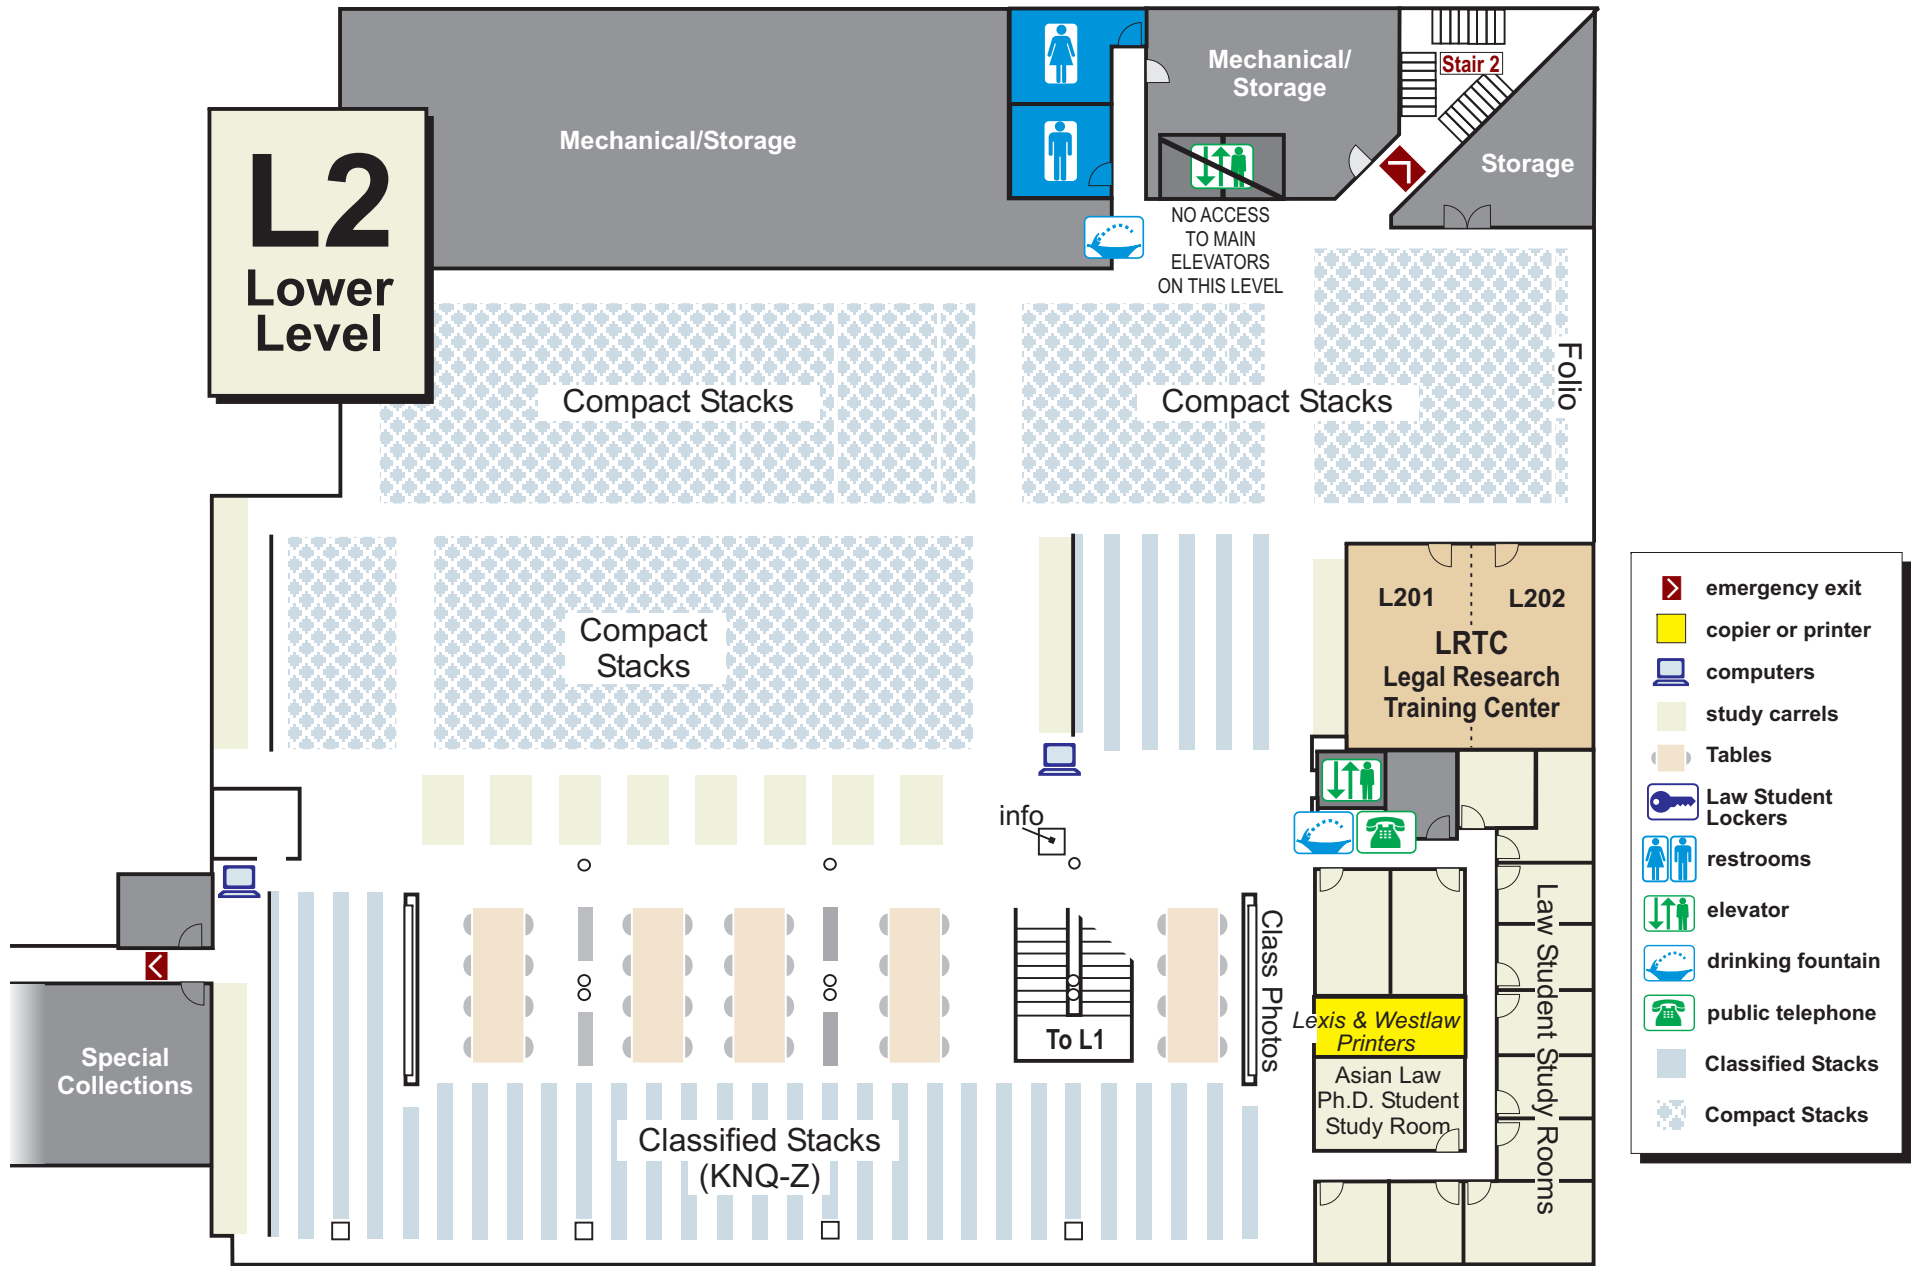 L2
Lower
Level
Mechanical/Storage
Mechanical/
Storage
Stair 2
Storage
NO ACCESS
TO MAIN
ELEVATORS
ON THIS LEVEL
Compact Stacks
Compact Stacks
Folio
Compact
Stacks
L201
L202
LRTC
Legal Research
Training Center
info
To L1
Class Photos
Lexis & Westlaw
Printers
Asian Law
Ph.D. Student
Study Room
Law Student Study Rooms
Special
Collections
Classified Stacks
(KNQ-Z)
emergency exit
copier or printer
computers
study carrels
Tables
Law Student
Lockers
restrooms
elevator
drinking fountain
public telephone
Classified Stacks
Compact Stacks